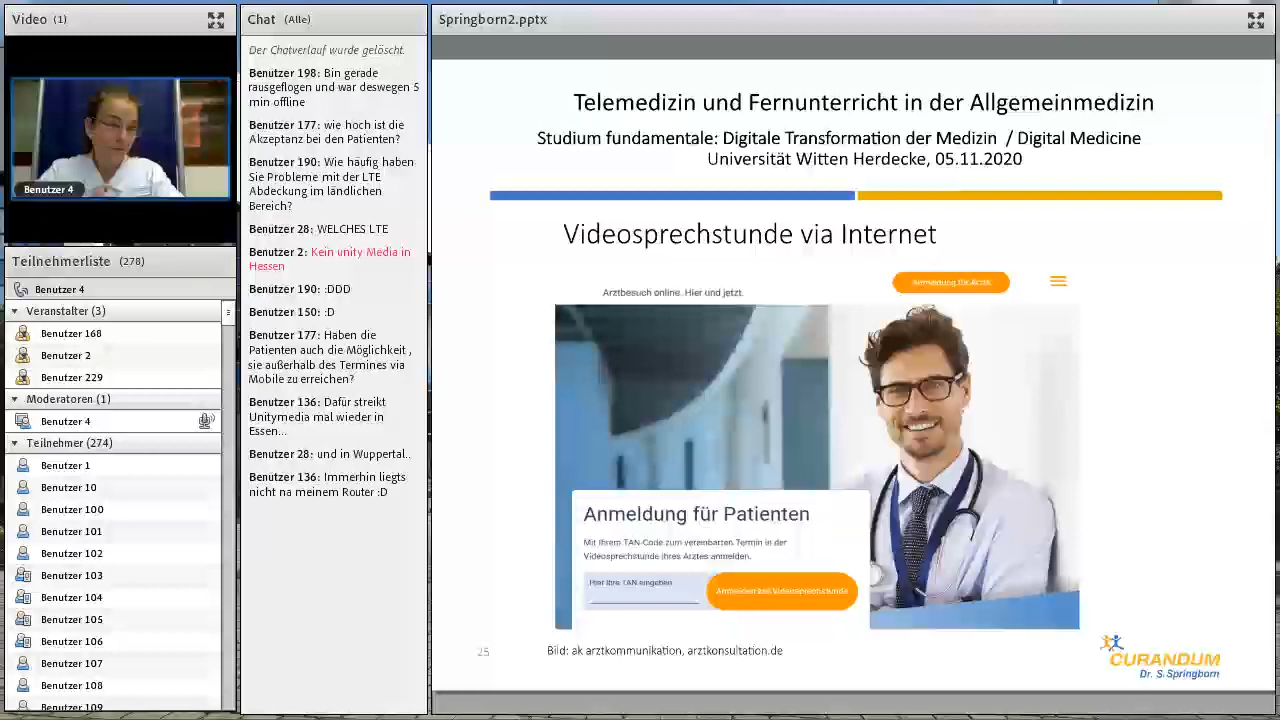 Video (1)
Benutzer 4
Teilnehmerliste (278)
Benutzer 4
Veranstalter (3)
Benutzer 168
Benutzer 2
Benutzer 229
Moderatoren (1)
Benutzer 4
Teilnehmer (274)
Benutzer 1
Benutzer 10
Benutzer 100
Benutzer 101
Benutzer 102
Benutzer 103
Benutzer 104
Benutzer 105
Benutzer 106
Benutzer 107
Benutzer 108
Benutzer 109
Chat (Alle)
Der Chatverlauf wurde gelöscht.
Benutzer 198: Bin gerade
rausgeflogen und war deswegen 5
min offline
Benutzer 177: wie hoch ist die
Akzeptanz bei den Patienten?
Benutzer 190: Wie häufig haben
Sie Probleme mit der LTE
Abdeckung im ländlichen
Bereich?
Benutzer 28: WELCHES LTE
Benutzer 2: Kein unity Media in
Hessen
Benutzer 190: :DDD
Benutzer 150: :D
Benutzer 177: Haben die
Patienten auch die Möglichkeit ,
sie außerhalb des Termines via
Mobile zu erreichen?
Benutzer 136: Dafür streikt
Unitymedia mal wieder in
Essen...
Benutzer 28: und in Wuppertal..
Benutzer 136: Immerhin liegts
nicht na meinem Router :D
Springborn2.pptx
Telemedizin und Fernunterricht in der Allgemeinmedizin
Studium fundamentale: Digitale Transformation der Medizin / Digital Medicine
Universität Witten Herdecke, 05.11.2020
Videosprechstunde via Internet
Arztbesuch online. Hier und jetzt.
Anmeldung für Ärzte
Anmeldung für Patienten
Mit Ihrem TAN-Code zum vereinbarten Termin in der
Videosprechstunde Ihres Arztes anmelden.
Hier Ihre TAN eingeben
Anmelden zur Videosprechstunde
25
Bild: ak arztkommunikation, arztkonsultation.de
CURANDUM
Dr. S. Springborn